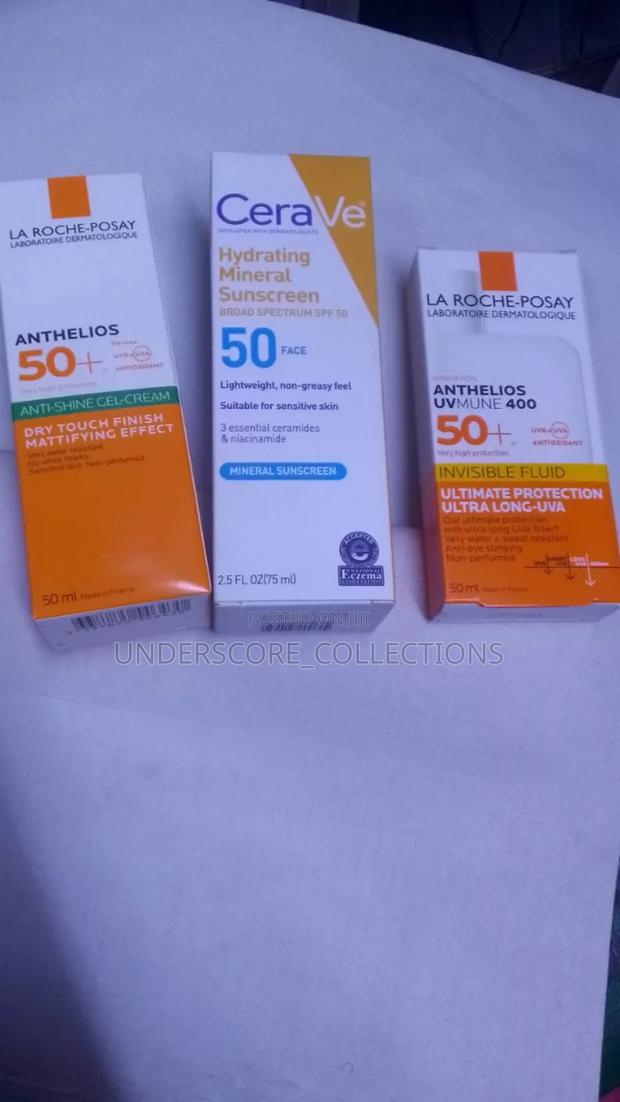 LA ROCHE-POSAY
LABORATOIRE DERMATOLOGIQUE
ANTHELIOS
50+
PA++++
UVB+UVA
ANTIOXIDANT
Very high protection
ANTI-SHINE GEL-CREAM
DRY TOUCH FINISH
MATTIFYING EFFECT
Very water resistant.
No white marks.
Sensitive skin. Non-perfumed.
50 ml Made in France
CeraVe
DEVELOPED WITH DERMATOLOGISTS
Hydrating
Mineral
Sunscreen
BROAD SPECTRUM SPF 50
50 FACE
Lightweight, non-greasy feel
Suitable for sensitive skin
3 essential ceramides
& niacinamide
MINERAL SUNSCREEN
ACCEPTED
NATIONAL
Eczema
ASSOCIATION
2.5 FL OZ(75 ml)
LA ROCHE-POSAY
LABORATOIRE DERMATOLOGIQUE
INNOVATION
ANTHELIOS
UVMUNE 400
50+
UVB+UVA
ANTIOXIDANT
Very high protection
INVISIBLE FLUID
ULTIMATE PROTECTION
ULTRA LONG-UVA
Our ultimate protection
with ultra-long UVA filter*
Very water + sweat resistant
Anti-eye stinging
Non-perfumed
50 ml Made in France
POSTED ON JIJI
UNDERSCORE_COLLECTIONS